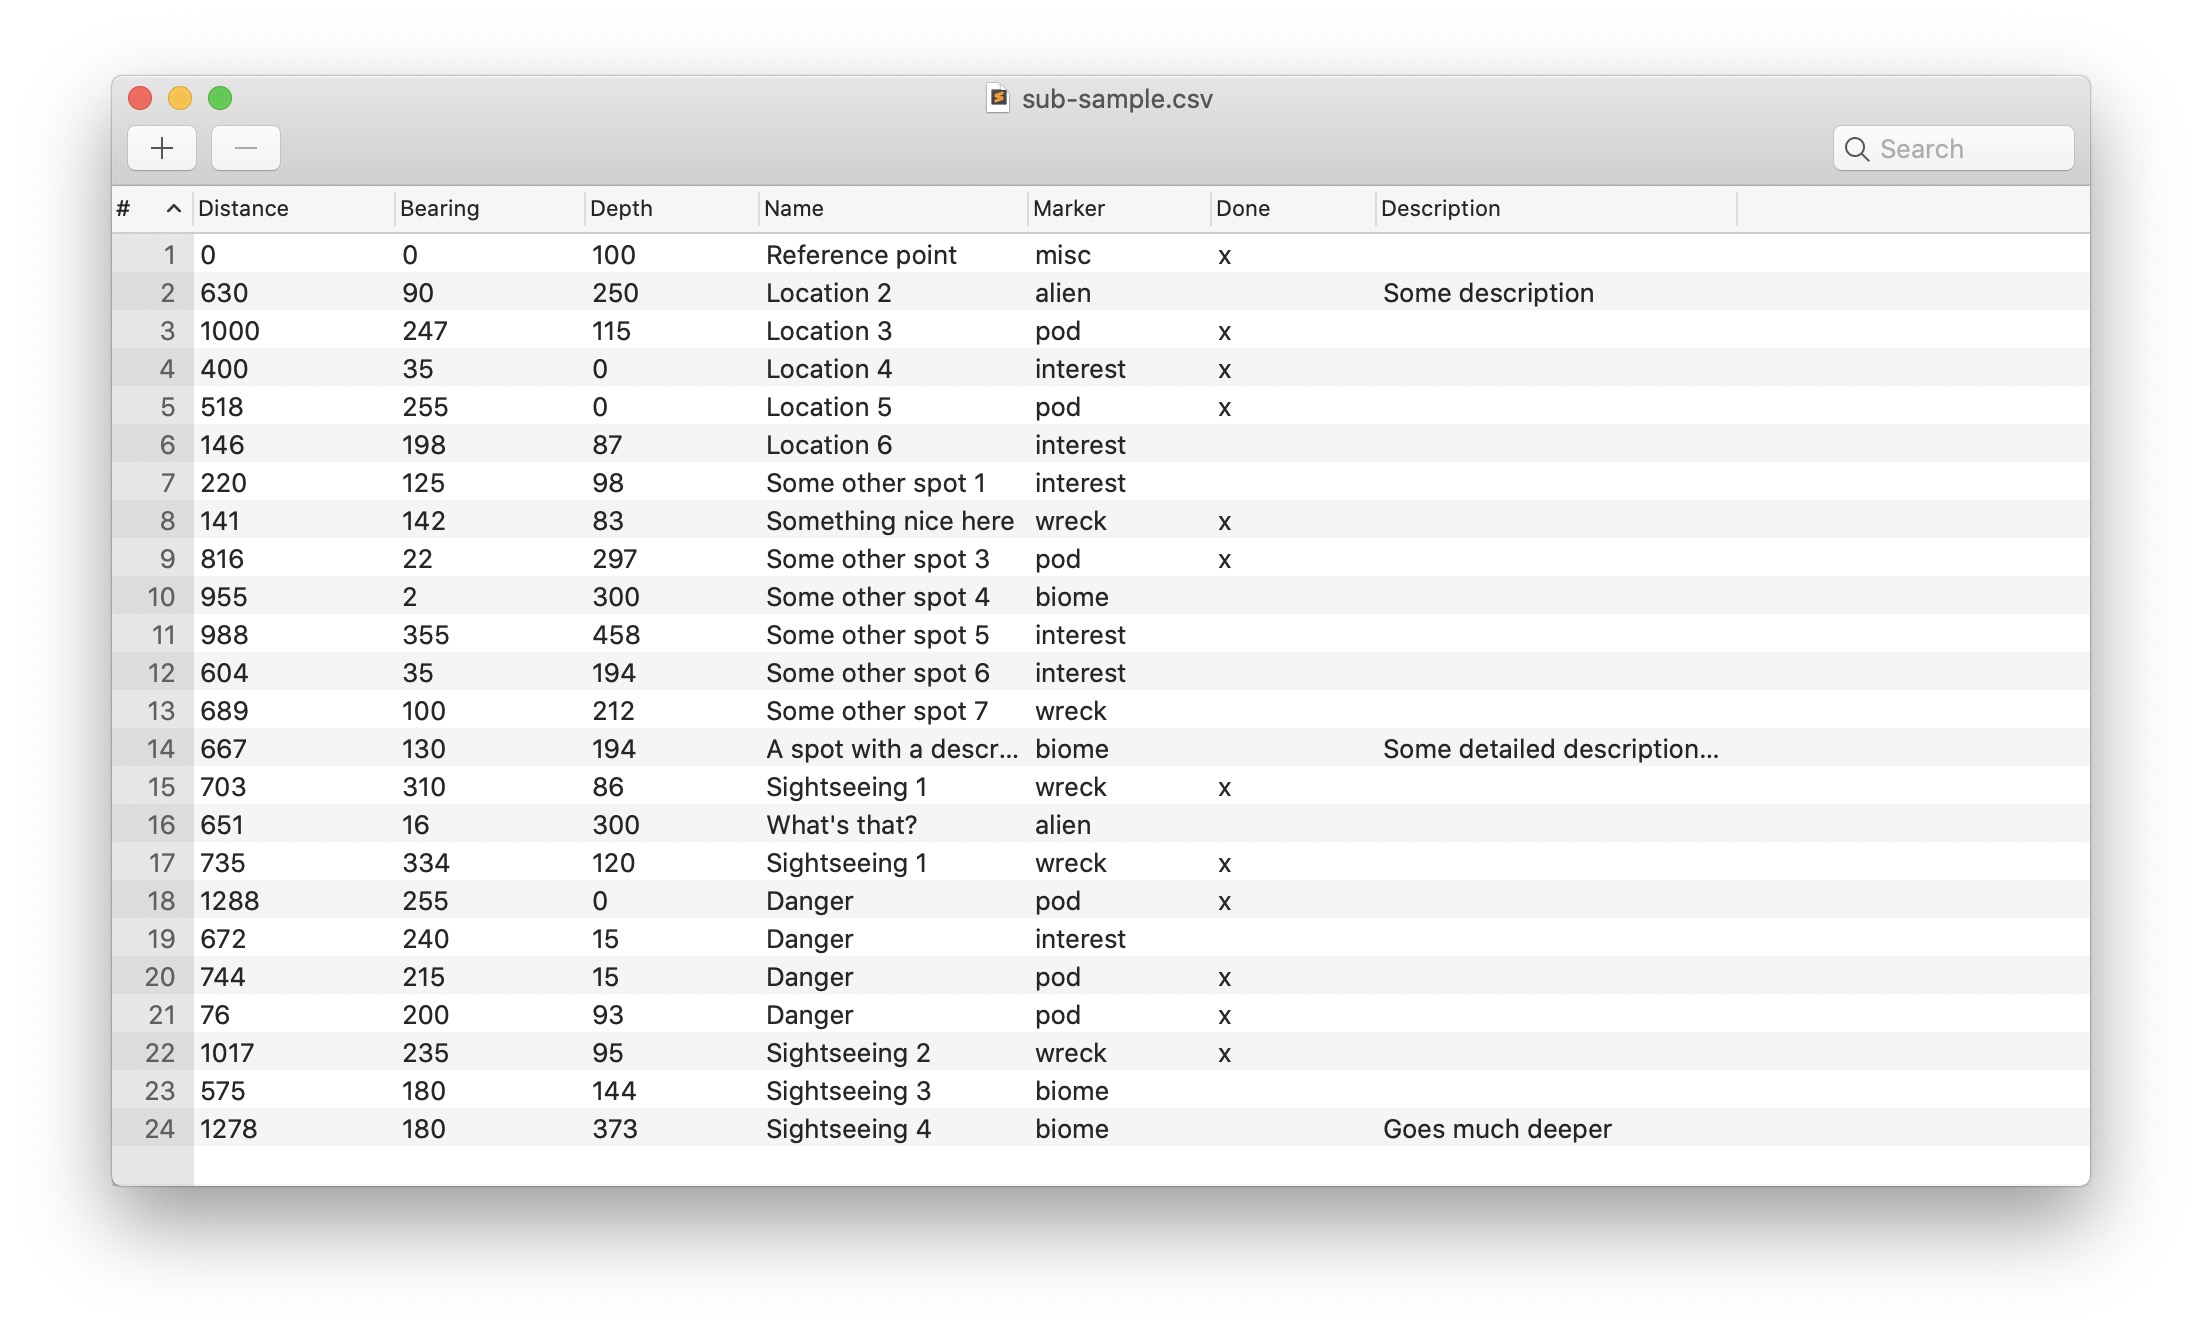 sub-sample.csv
Search
# Distance Bearing Depth Name Marker Done Description
1 0 0 100 Reference point misc x
2 630 90 250 Location 2 alien Some description
3 1000 247 115 Location 3 pod x
4 400 35 0 Location 4 interest x
5 518 255 0 Location 5 pod x
6 146 198 87 Location 6 interest
7 220 125 98 Some other spot 1 interest
8 141 142 83 Something nice here wreck x
9 816 22 297 Some other spot 3 pod x
10 955 2 300 Some other spot 4 biome
11 988 355 458 Some other spot 5 interest
12 604 35 194 Some other spot 6 interest
13 689 100 212 Some other spot 7 wreck
14 667 130 194 A spot with a descr... biome Some detailed description...
15 703 310 86 Sightseeing 1 wreck x
16 651 16 300 What's that? alien
17 735 334 120 Sightseeing 1 wreck x
18 1288 255 0 Danger pod x
19 672 240 15 Danger interest
20 744 215 15 Danger pod x
21 76 200 93 Danger pod x
22 1017 235 95 Sightseeing 2 wreck x
23 575 180 144 Sightseeing 3 biome
24 1278 180 373 Sightseeing 4 biome Goes much deeper